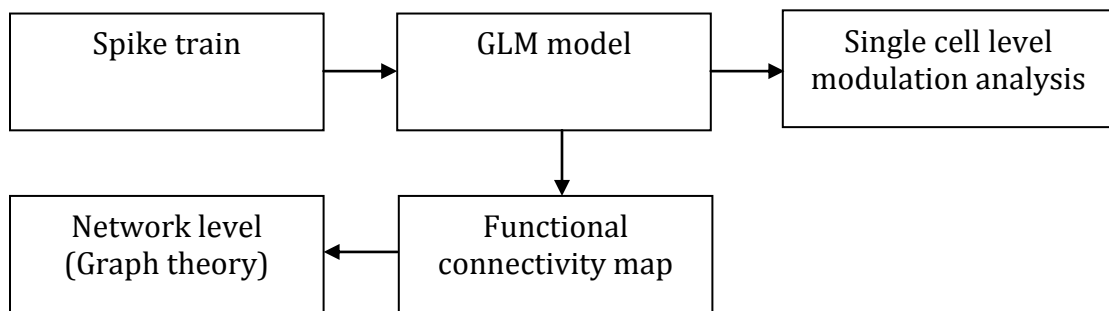 Spike train
GLM model
Single cell level
modulation analysis
Network level
(Graph theory)
Functional
connectivity map